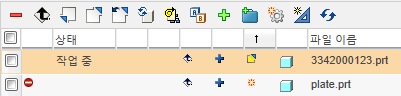 상태 파일 이름
작업 중 3342000123.prt
plate.prt